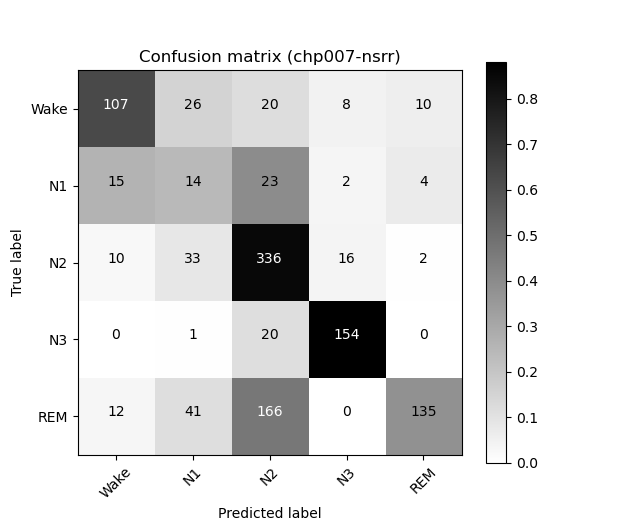 Confusion matrix (chp007-nsrr)
Wake 107 26 20 8 10
N1 15 14 23 2 4
N2 10 33 336 16 2
N3 0 1 20 154 0
REM 12 41 166 0 135
Wake N1 N2 N3 REM
True label
Predicted label
0.8
0.7
0.6
0.5
0.4
0.3
0.2
0.1
0.0